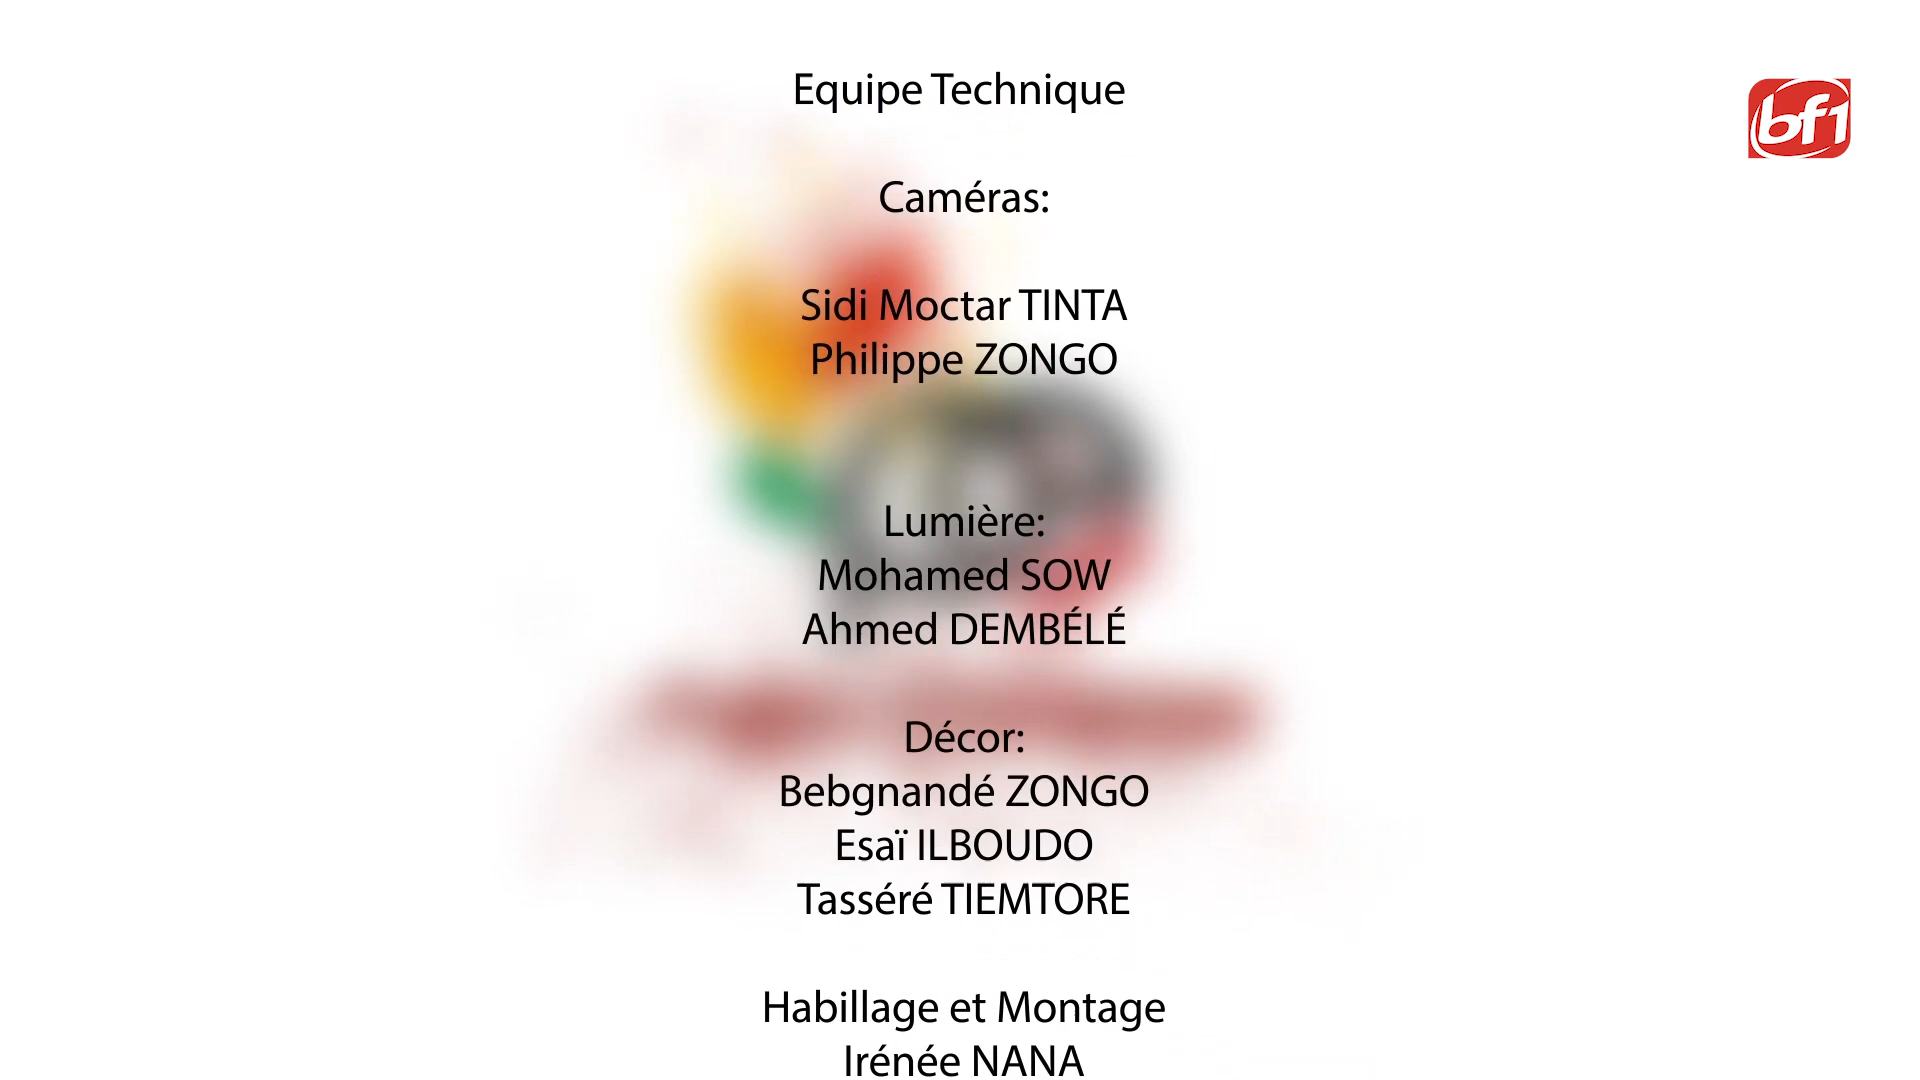 Equipe Technique
bf1
Caméras:
Sidi Moctar TINTA
Philippe ZONGO
Lumière:
Mohamed SOW
Ahmed DEMBÉLÉ
Décor:
Bebgnandé ZONGO
Esaï ILBOUDO
Tasséré TIEMTORE
Habillage et Montage
Irénée NANA